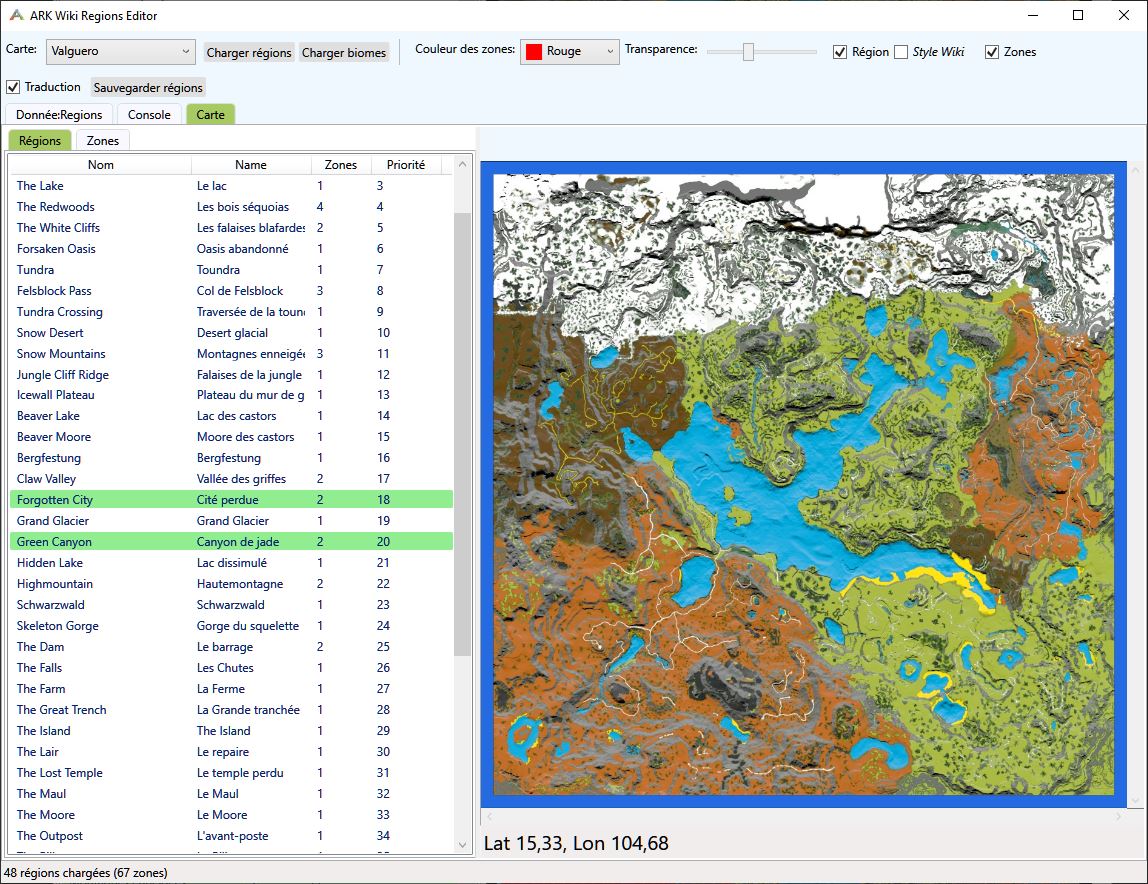 ARK Wiki Regions Editor
Carte: Valguero Charger régions Charger biomes Couleur des zones: Rouge Transparence: Région Style Wiki Zones
Traduction Sauvegarder régions
Donnée:Regions Console Carte
Régions Zones
Nom Name Zones Priorité
The Lake Le lac 1 3
The Redwoods Les bois séquoias 4 4
The White Cliffs Les falaises blafardes 2 5
Forsaken Oasis Oasis abandonné 1 6
Tundra Toundra 1 7
Felsblock Pass Col de Felsblock 3 8
Tundra Crossing Traversée de la toun 1 9
Snow Desert Desert glacial 1 10
Snow Mountains Montagnes enneigée 3 11
Jungle Cliff Ridge Falaises de la jungle 1 12
Icewall Plateau Plateau du mur de g 1 13
Beaver Lake Lac des castors 1 14
Beaver Moore Moore des castors 1 15
Bergfestung Bergfestung 1 16
Claw Valley Vallée des griffes 2 17
Forgotten City Cité perdue 2 18
Grand Glacier Grand Glacier 1 19
Green Canyon Canyon de jade 2 20
Hidden Lake Lac dissimulé 1 21
Highmountain Hautemontagne 2 22
Schwarzwald Schwarzwald 1 23
Skeleton Gorge Gorge du squelette 1 24
The Dam Le barrage 2 25
The Falls Les Chutes 1 26
The Farm La Ferme 1 27
The Great Trench La Grande tranchée 1 28
The Island The Island 1 29
The Lair Le repaire 1 30
The Lost Temple Le temple perdu 1 31
The Maul Le Maul 1 32
The Moore Le Moore 1 33
The Outpost L'avant-poste 1 34
Lat 15,33, Lon 104,68
48 régions chargées (67 zones)